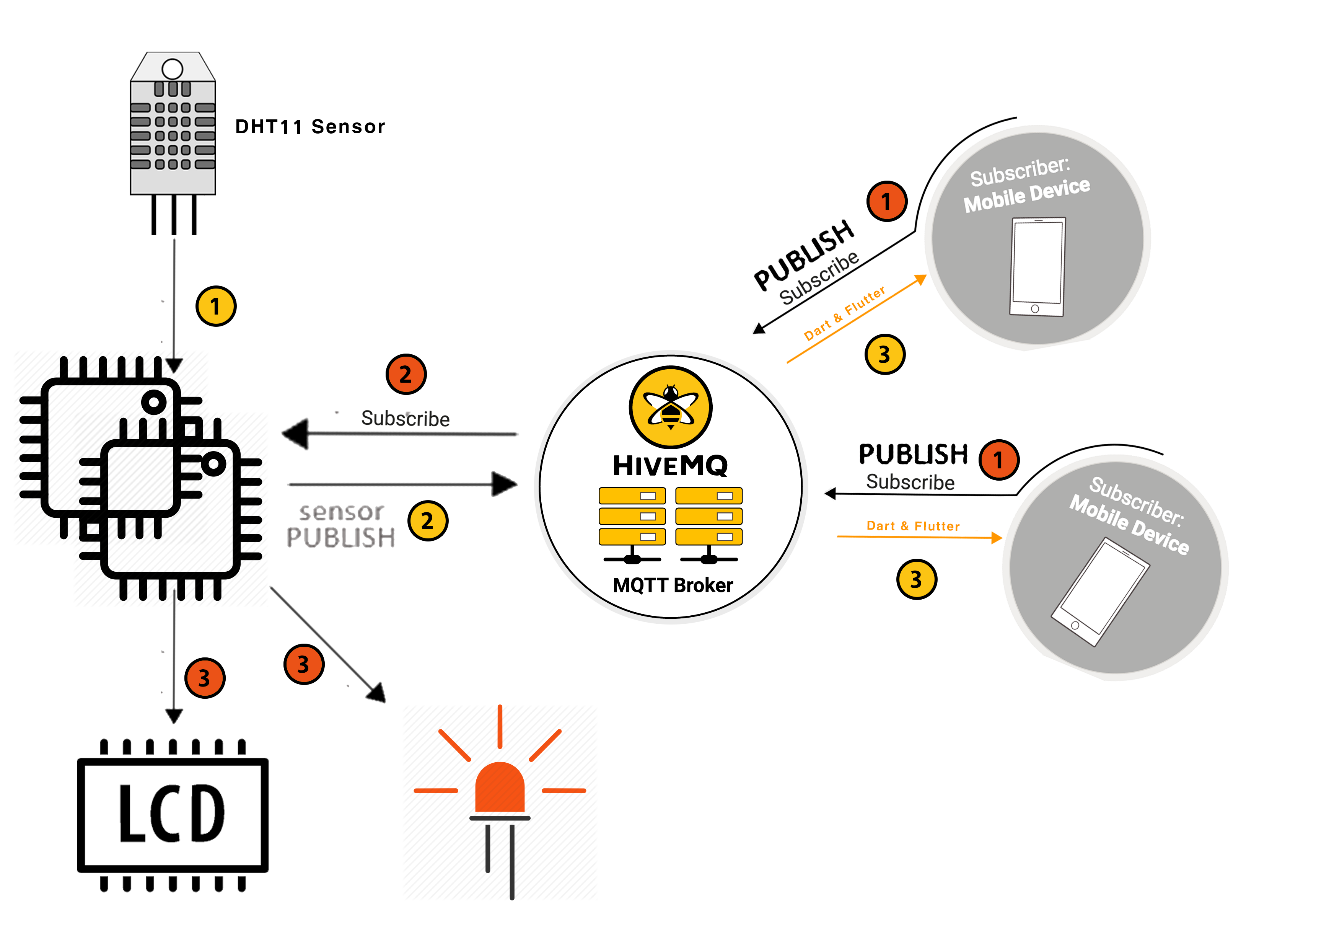 DHT11 Sensor
1
2
Subscribe
sensor
PUBLISH
2
3
3
LCD
HIVEMQ
MQTT Broker
1
PUBLISH
Subscribe
Dart & Flutter
3
Subscriber:
Mobile Device
PUBLISH
1
Subscribe
Dart & Flutter
3
Subscriber:
Mobile Device